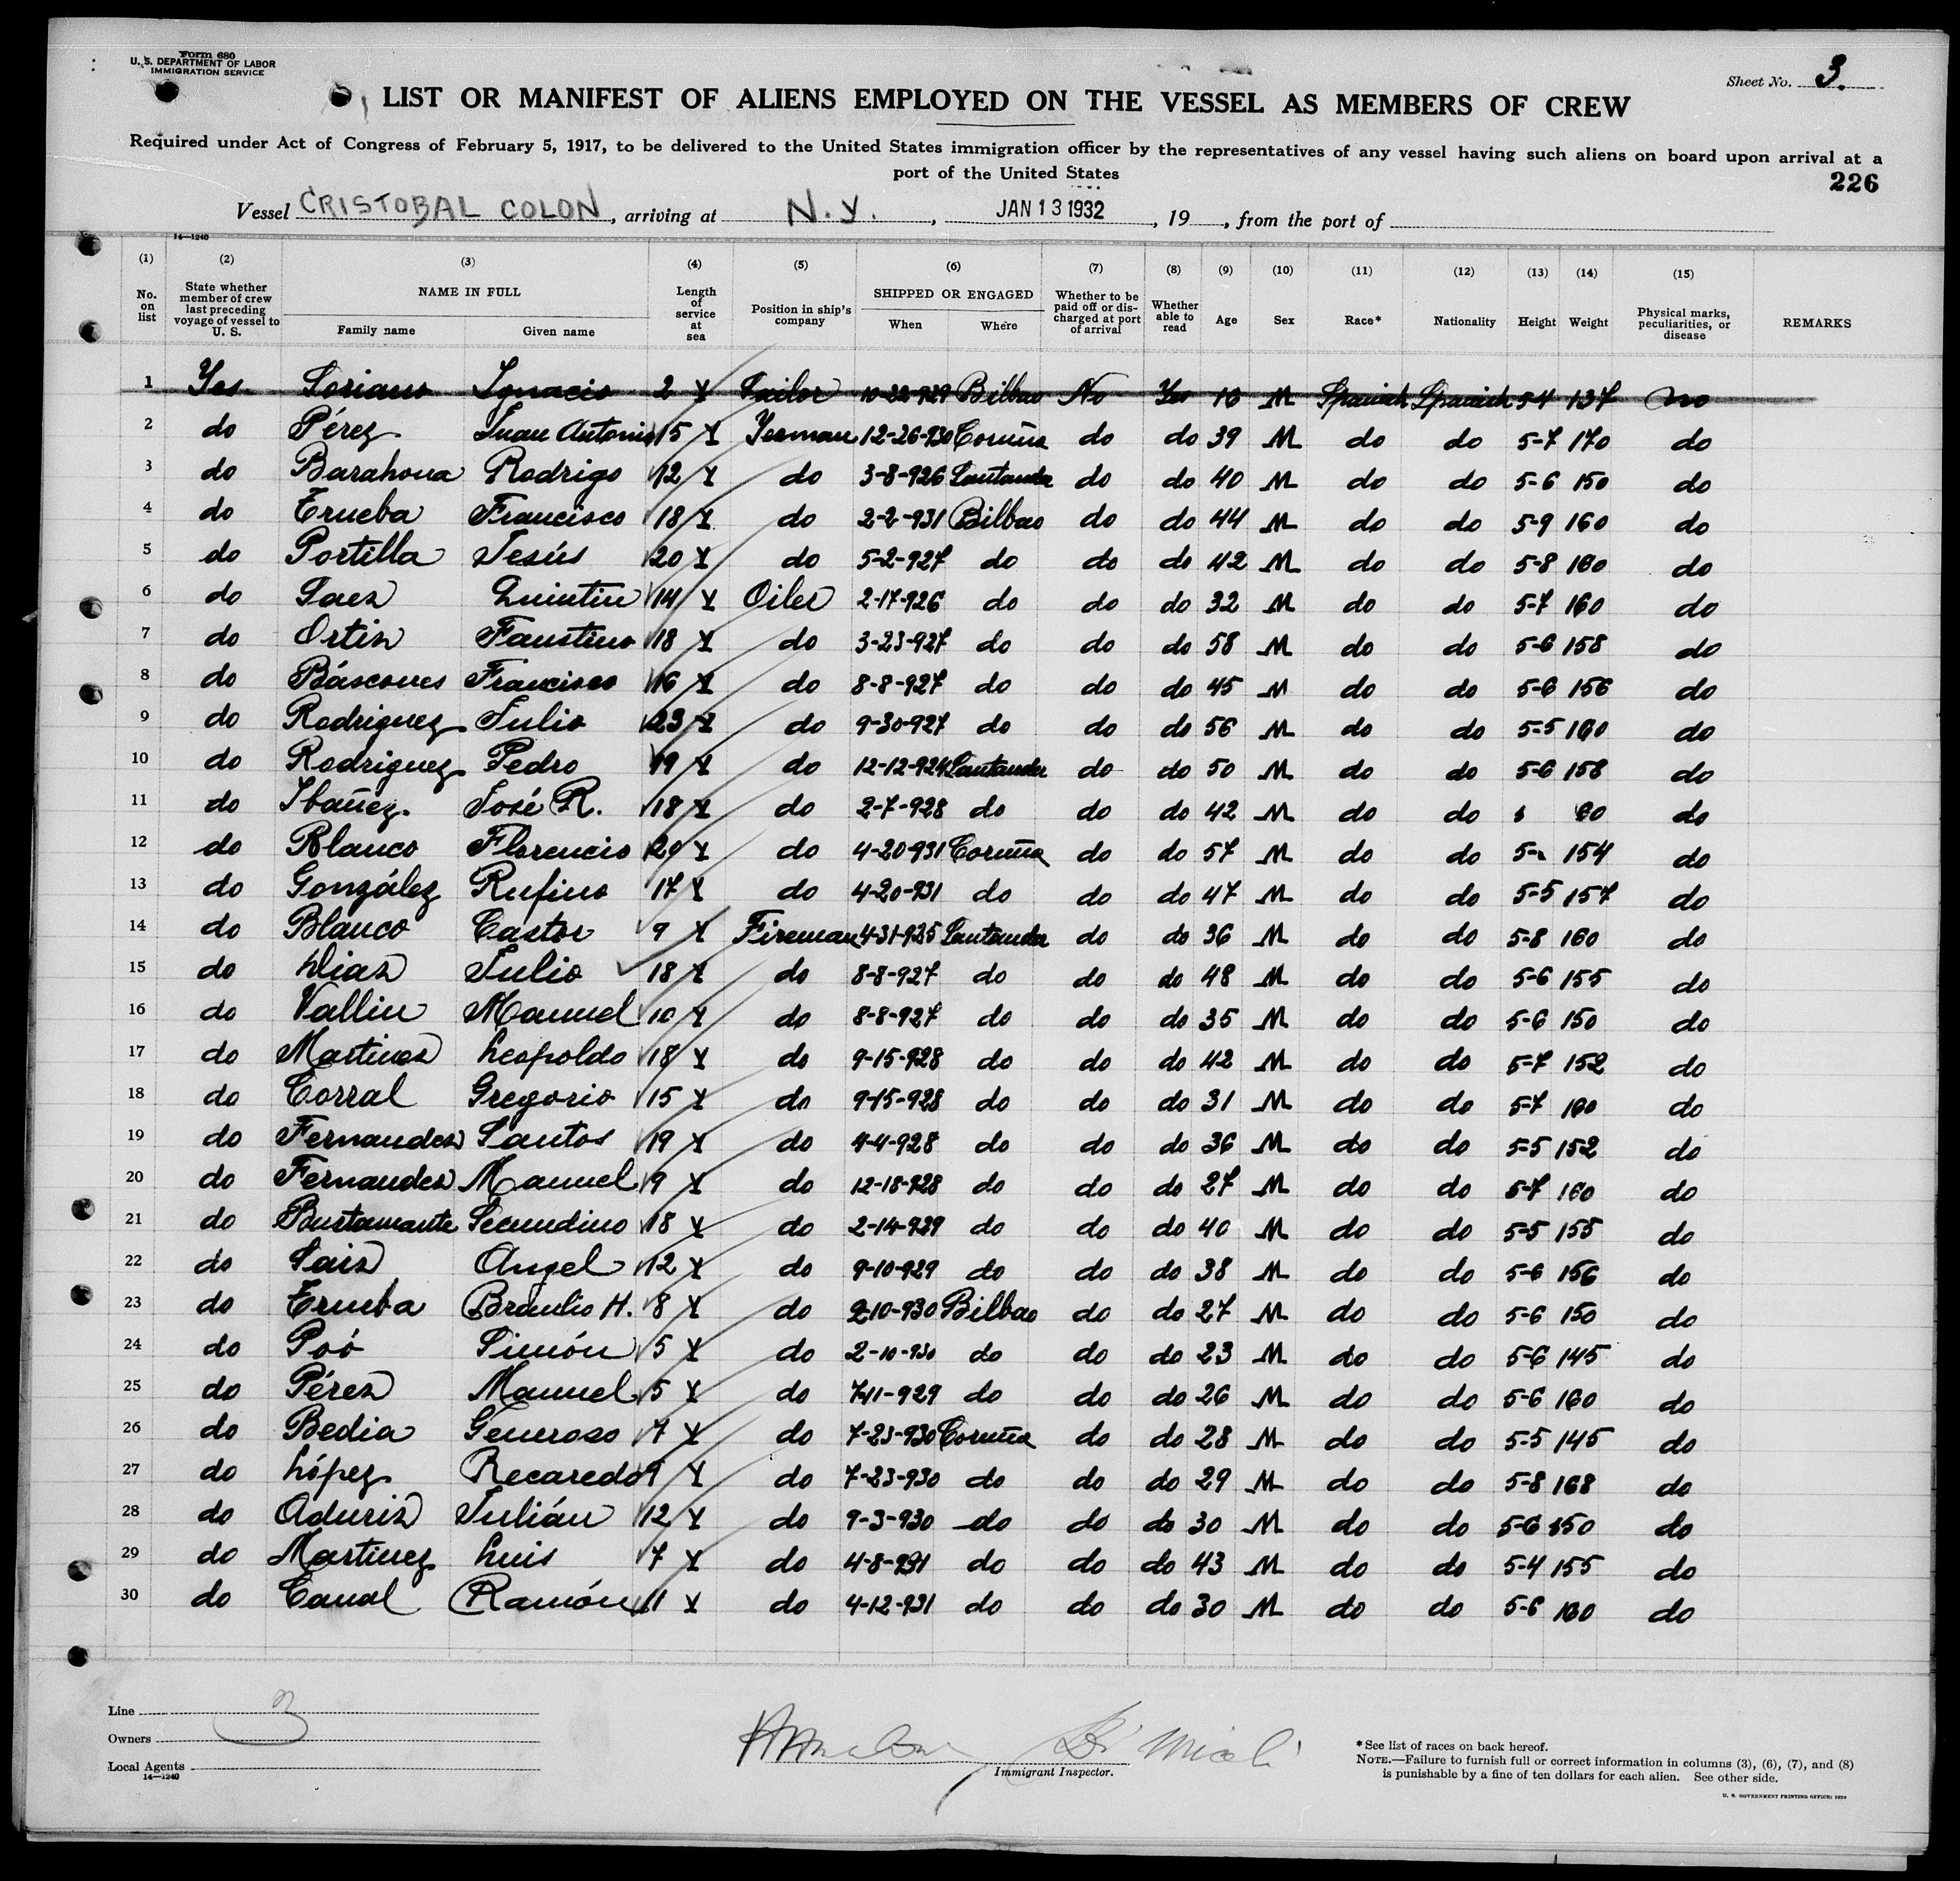 Form 680
U. S. DEPARTMENT OF LABOR
IMMIGRATION SERVICE
Sheet No. 3.
LIST OR MANIFEST OF ALIENS EMPLOYED ON THE VESSEL AS MEMBERS OF CREW
Required under Act of Congress of February 5, 1917, to be delivered to the United States immigration officer by the representatives of any vessel having such aliens on board upon arrival at a
port of the United States
226
Vessel CRISTOBAL COLON, arriving at N.Y., JAN 13 1932, 19, from the port of
14—1240
(1) No. on list (2) State whether member of crew last preceding voyage of vessel to U. S. (3) NAME IN FULL Family name Given name (4) Length of service at sea (5) Position in ship's company (6) SHIPPED OR ENGAGED When Where (7) Whether to be paid off or discharged at port of arrival (8) Whether able to read (9) Age (10) Sex (11) Race* (12) Nationality (13) Height (14) Weight (15) Physical marks, peculiarities, or disease REMARKS
1 Yes Soriano Ignacio 2 Y 10-22-929 Bilbao No Yes 18 M Spanish Spanish 5-4 137 no
2 do Pérez Juan Antonio 15 Y Yeoman 12-26-930 Coruña do do 39 M do do 5-7 170 do
3 do Barahona Rodrigo 12 Y do 3-8-926 Santander do do 40 M do do 5-6 150 do
4 do Trueba Francisco 18 Y do 2-2-931 Bilbao do do 44 M do do 5-9 160 do
5 do Portilla Jesús 20 Y do 5-2-927 do do do 42 M do do 5-8 160 do
6 do Saez Quintin 14 Y Oiler 2-17-926 do do do 32 M do do 5-7 160 do
7 do Ortiz Faustino 18 Y do 3-23-927 do do do 58 M do do 5-6 158 do
8 do Báscones Francisco 16 Y do 8-8-927 do do do 45 M do do 5-6 156 do
9 do Rodriguez Julio 23 Y do 9-30-927 do do do 56 M do do 5-5 160 do
10 do Rodriguez Pedro 19 Y do 12-12-924 Santander do do 50 M do do 5-6 158 do
11 do Ibañez. José R. 18 Y do 2-7-928 do do do 42 M do do do
12 do Blanco Florencio 20 Y do 4-20-931 Coruña do do 57 M do do 5- 154 do
13 do González Rufino 17 Y do 4-20-931 do do do 47 M do do 5-5 157 do
14 do Blanco Castor 9 Y Fireman 4-31-925 Santander do do 36 M do do 5-8 160 do
15 do Diaz Julio 18 Y do 8-8-927 do do do 48 M do do 5-6 155 do
16 do Vallin Manuel 10 Y do 8-8-927 do do do 35 M do do 5-6 150 do
17 do Martinez Leopoldo 18 Y do 9-15-928 do do do 42 M do do 5-7 152 do
18 do Corral Gregorio 15 Y do 9-15-928 do do do 31 M do do 5-7 160 do
19 do Fernandez Santos 19 Y do 4-4-928 do do do 36 M do do 5-5 152 do
20 do Fernandez Manuel 9 Y do 12-18-928 do do do 27 M do do 5-7 160 do
21 do Bustamante Secundino 18 Y do 2-14-929 do do do 40 M do do 5-5 155 do
22 do Saiz Angel 12 Y do 9-10-929 do do do 38 M do do 5-6 156 do
23 do Trueba Braulio H. 8 Y do 2-10-930 Bilbao do do 27 M do do 5-6 150 do
24 do Poó Simón 5 Y do 2-10-930 do do do 23 M do do 5-6 145 do
25 do Pérez Manuel 5 Y do 7-11-929 do do do 26 M do do 5-6 160 do
26 do Bedia Generoso 7 Y do 7-23-930 Coruña do do 28 M do do 5-5 145 do
27 do López Recaredo 9 Y do 7-23-930 do do do 29 M do do 5-8 168 do
28 do Aduriz Julián 12 Y do 9-3-930 do do do 30 M do do 5-6 150 do
29 do Martinez Luis 7 Y do 4-8-931 do do do 43 M do do 5-4 155 do
30 do Canal Ramón 11 Y do 4-12-931 do do do 30 M do do 5-6 160 do
Line 3
Owners
Local Agents
14—1240
Immigrant Inspector.
*See list of races on back hereof.
NOTE.—Failure to furnish full or correct information in columns (3), (6), (7), and (8)
is punishable by a fine of ten dollars for each alien. See other side.
U. S. GOVERNMENT PRINTING OFFICE: 1929